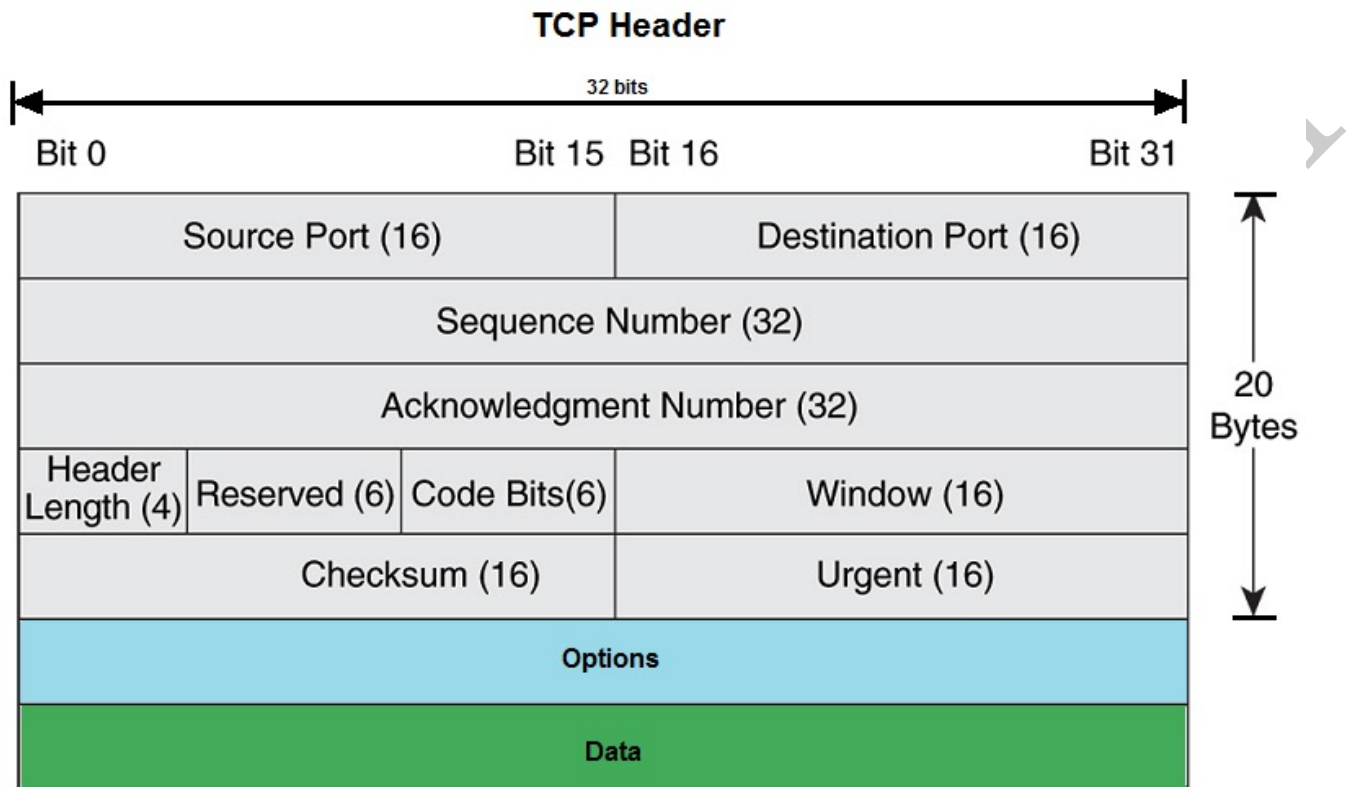 TCP Header
32 bits
Bit 0 Bit 15 Bit 16 Bit 31
Source Port (16) Destination Port (16)
Sequence Number (32)
Acknowledgment Number (32)
20
Bytes
Header
Length (4) Reserved (6) Code Bits(6) Window (16)
Checksum (16) Urgent (16)
Options
Data